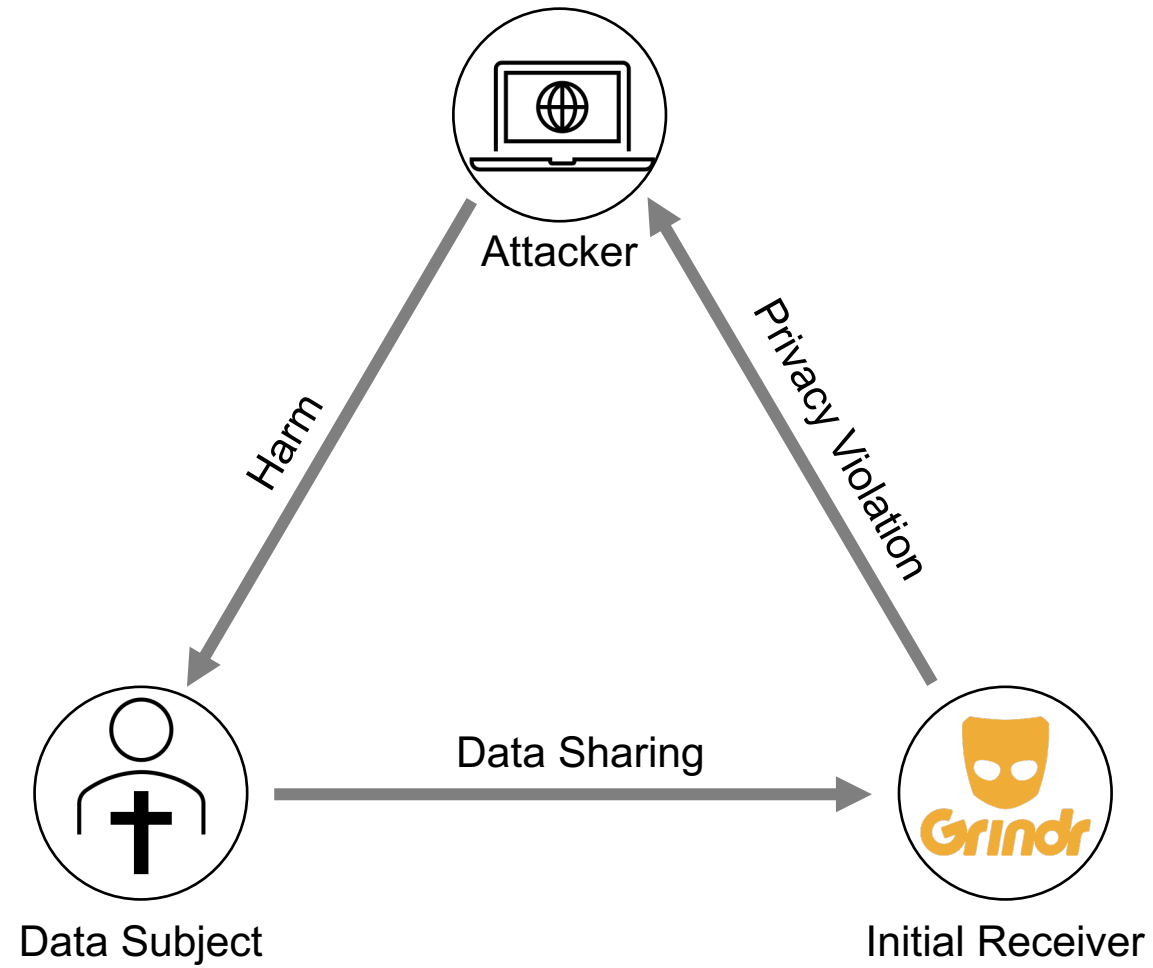 Attacker
Harm
Privacy Violation
Data Sharing
Grindr
Data Subject
Initial Receiver